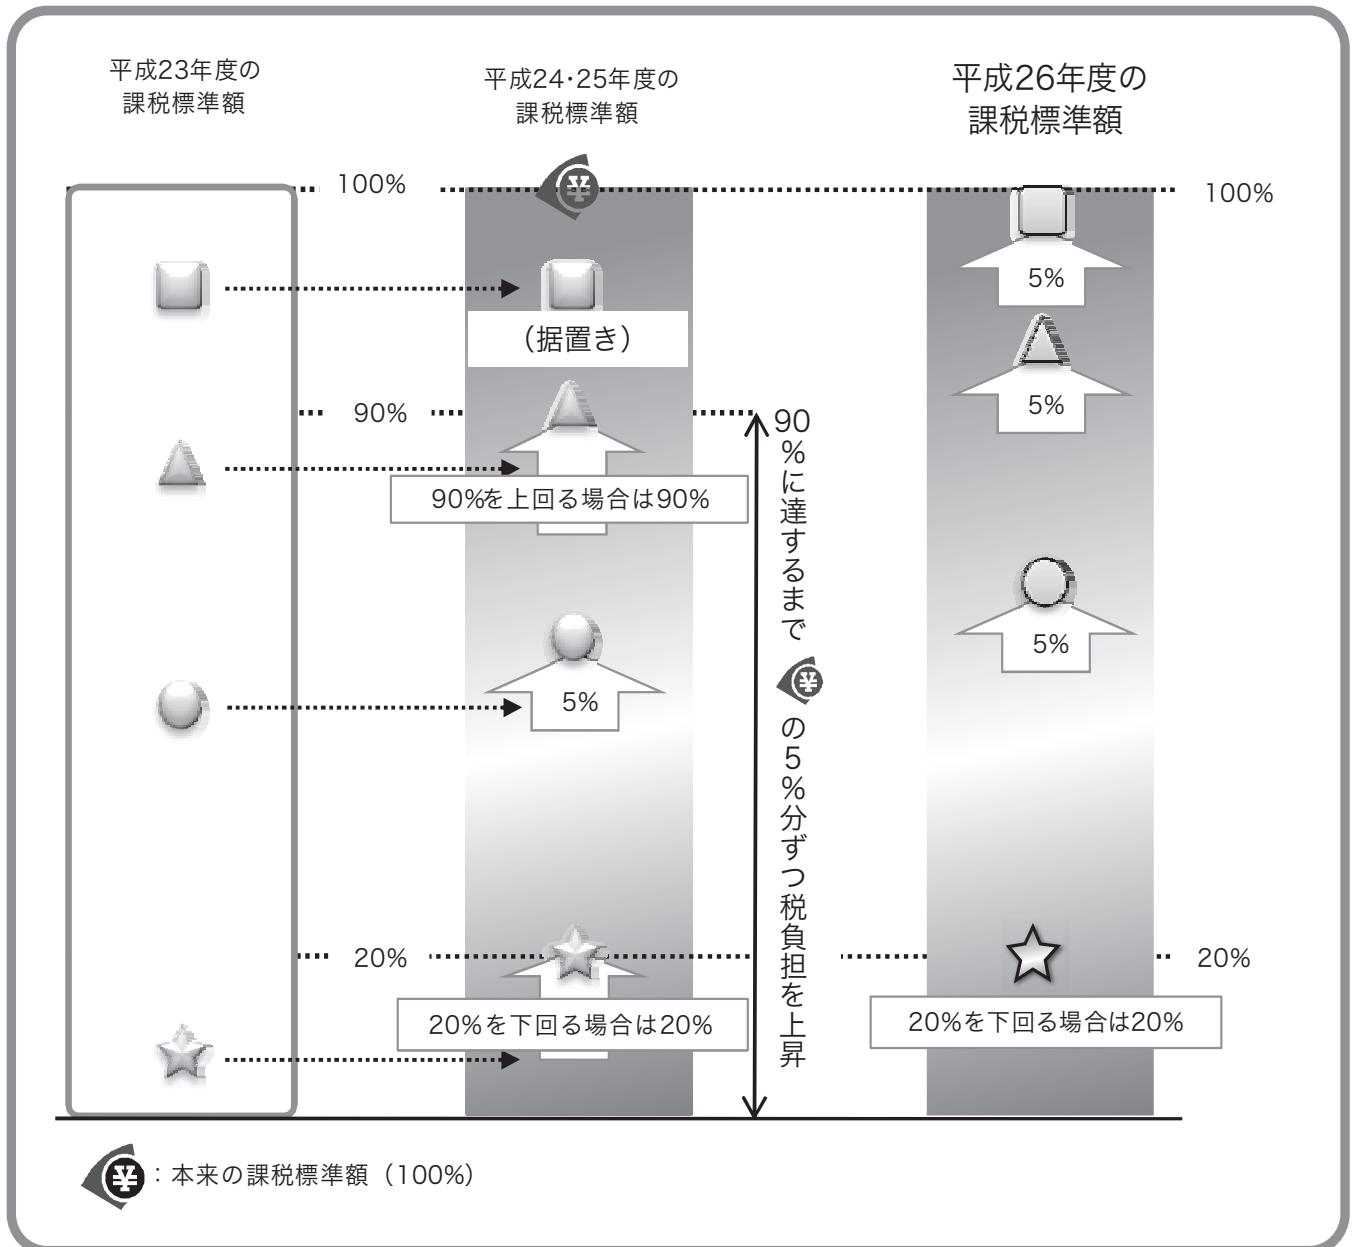 平成23年度の
課税標準額
平成24・25年度の
課税標準額
平成26年度の
課税標準額
100%
100%
5%
(据置き)
5%
90%
90%を上回る場合は90%
5%
5%
90%に達するまで
¥
の5%分ずつ税負担を上昇
20%
20%
20%を下回る場合は20%
20%を下回る場合は20%
¥:本来の課税標準額(100%)